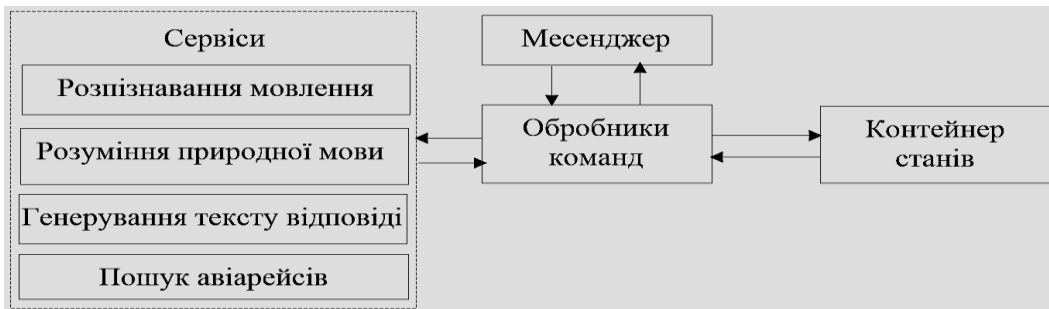 Сервіси
Розпізнавання мовлення
Розуміння природної мови
Генерування тексту відповіді
Пошук авіарейсів
Месенджер
Обробники
команд
Контейнер
станів